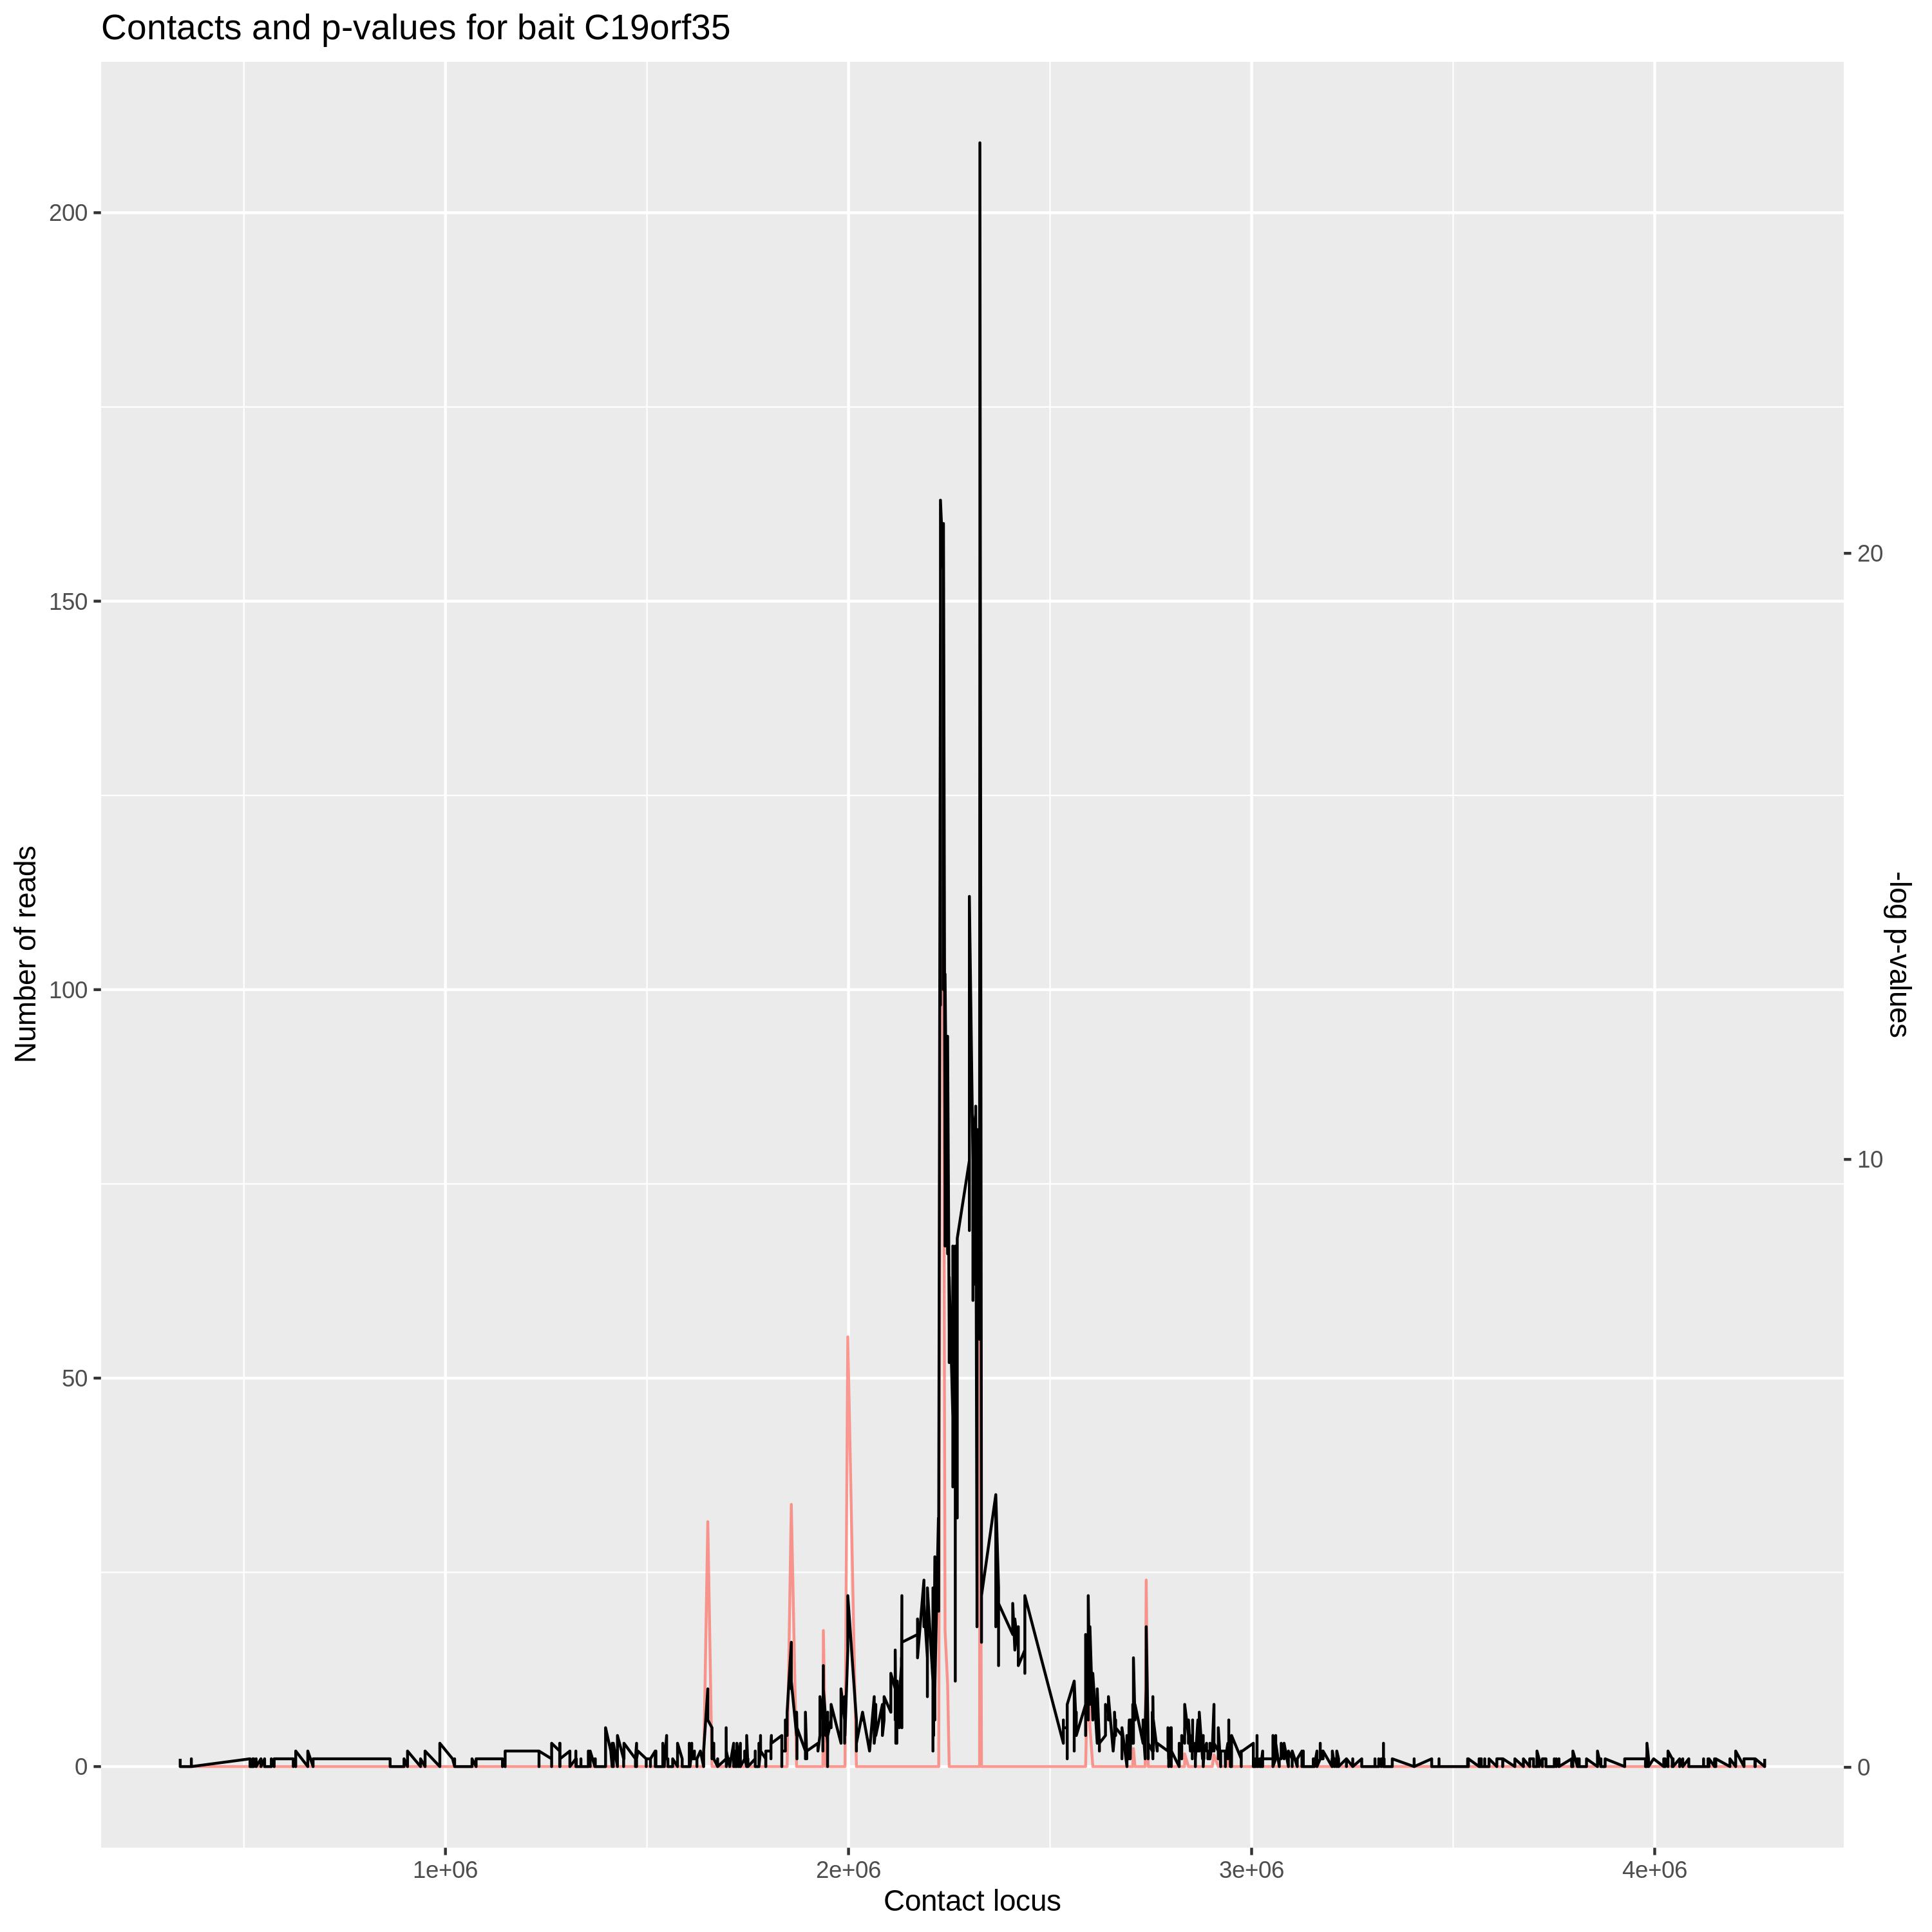 Contacts and p-values for bait C19orf35
200
150
100
50
0
20
10
0
Number of reads
-log p-values
1e+06
2e+06
3e+06
4e+06
Contact locus